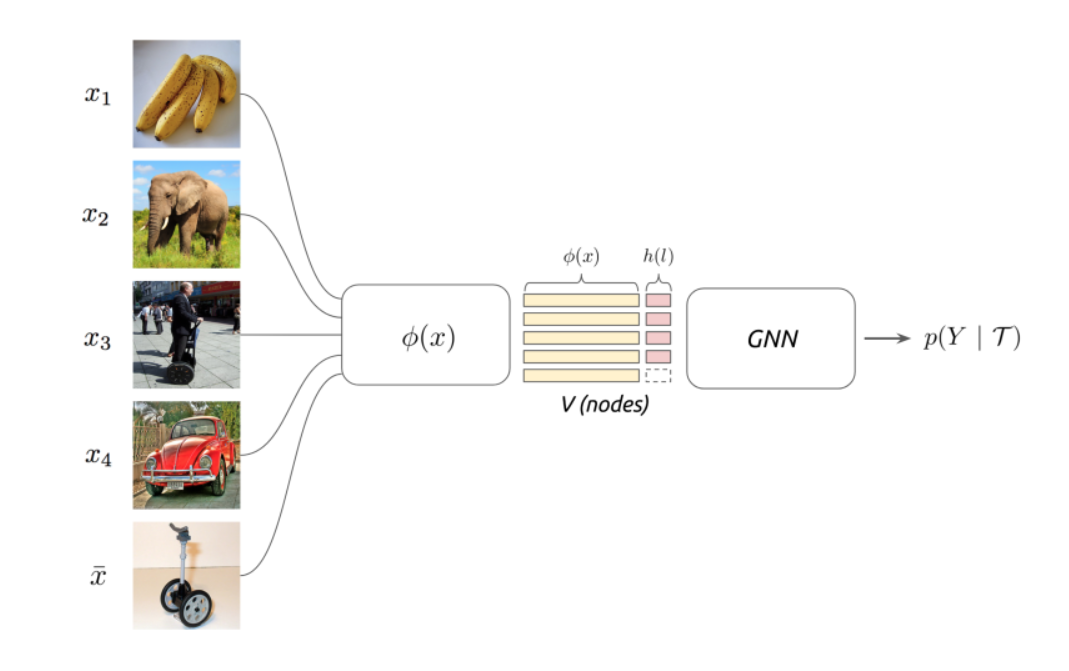 x₁
x₂
x₃
x₄
x̄
ϕ(x)
ϕ(x) h(l)
V (nodes)
GNN
p(Y | 𝒯)